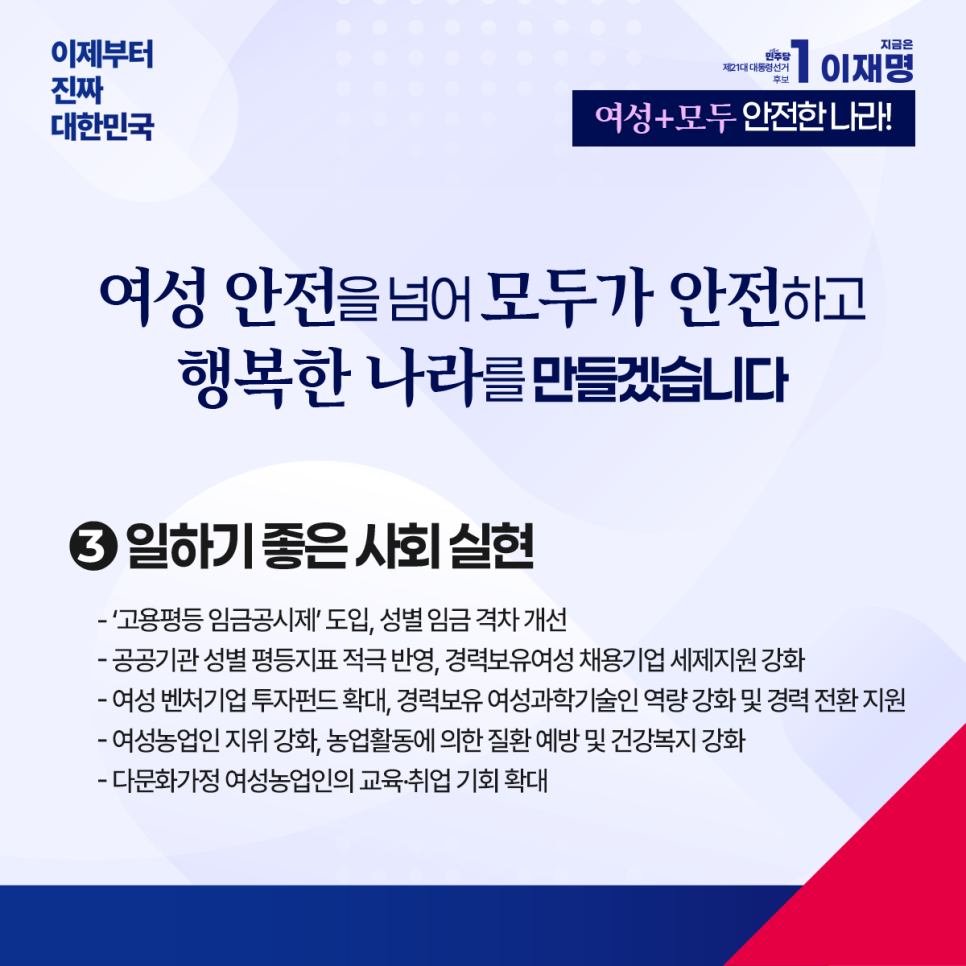 이제부터
진짜
대한민국
더불어
민주당
제21대 대통령선거
후보
1
지금은
이재명
여성+모두 안전한 나라!
여성 안전을 넘어 모두가 안전하고
행복한 나라를 만들겠습니다
3 일하기 좋은 사회 실현
- ‘고용평등 임금공시제’ 도입, 성별 임금 격차 개선
- 공공기관 성별 평등지표 적극 반영, 경력보유여성 채용기업 세제지원 강화
- 여성 벤처기업 투자펀드 확대, 경력보유 여성과학기술인 역량 강화 및 경력 전환 지원
- 여성농업인 지위 강화, 농업활동에 의한 질환 예방 및 건강복지 강화
- 다문화가정 여성농업인의 교육·취업 기회 확대